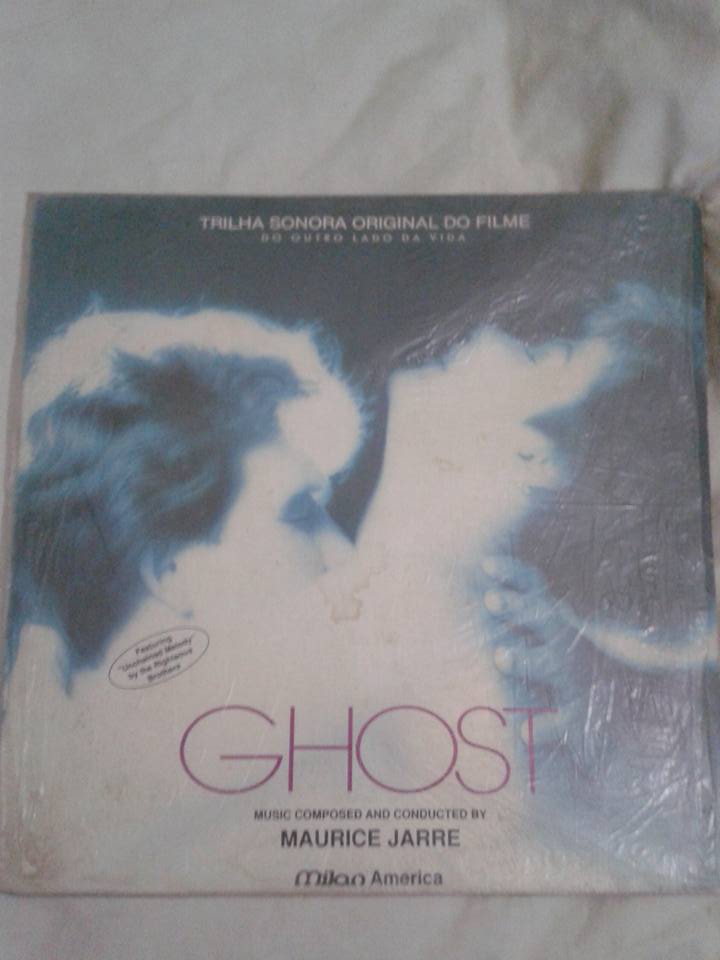 TRILHA SONORA ORIGINAL DO FILME
DO OUTRO LADO DA VIDA
Featuring
"Unchained Melody"
by the Righteous
Brothers
GHOST
MUSIC COMPOSED AND CONDUCTED BY
MAURICE JARRE
milan America